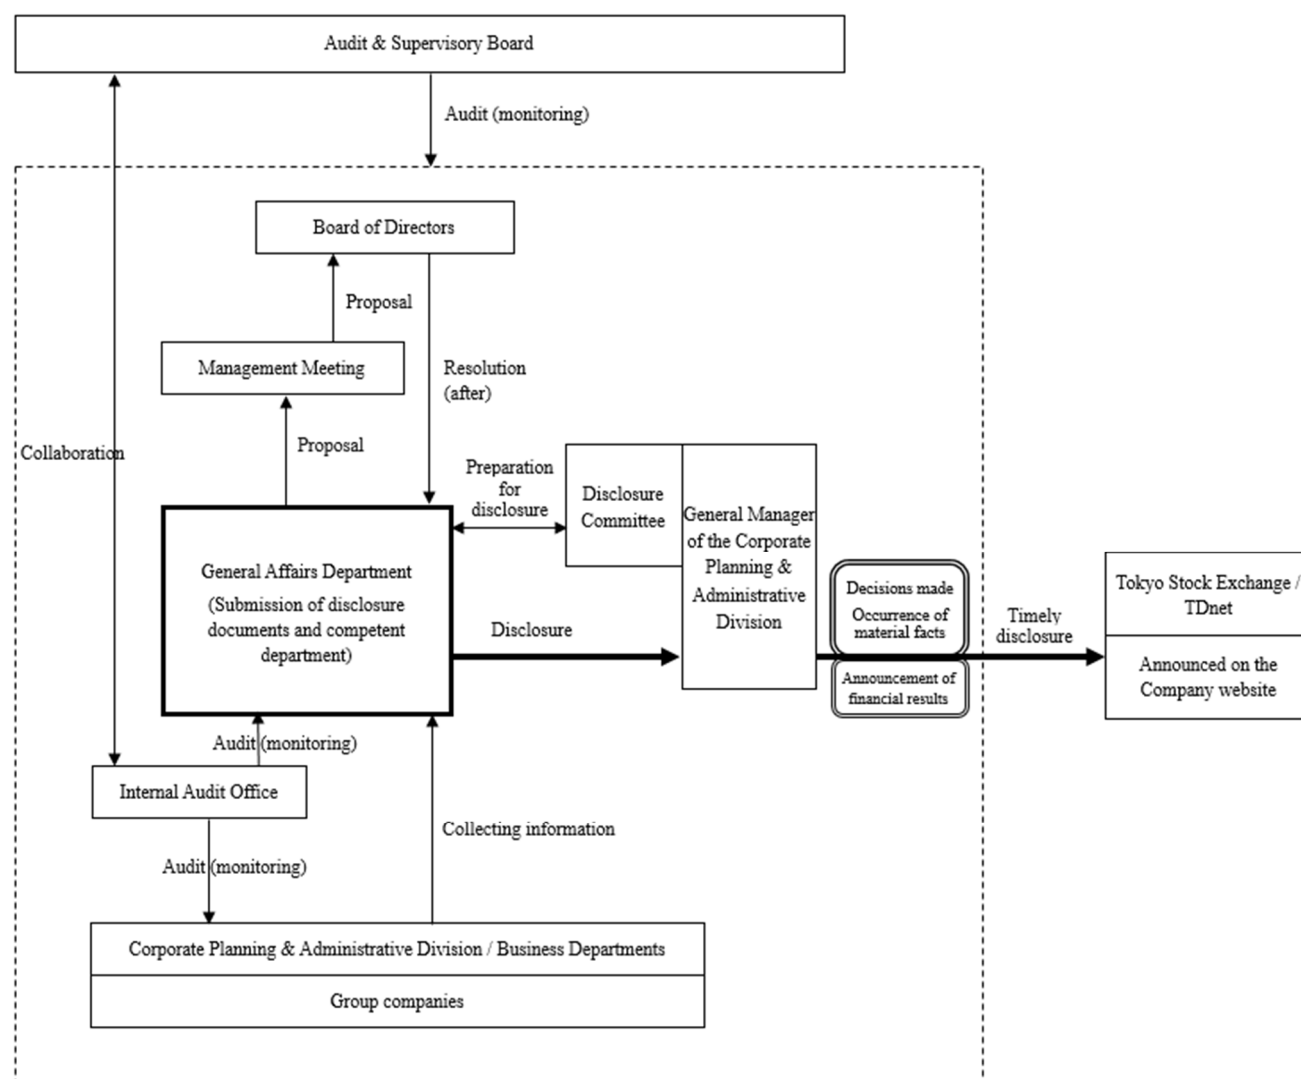 Audit & Supervisory Board
Audit (monitoring)
Board of Directors
Proposal
Management Meeting
Resolution
(after)
Collaboration
Proposal
Preparation
for
disclosure
Disclosure
Committee
General Manager
of the Corporate
Planning &
Administrative
Division
General Affairs Department
(Submission of disclosure
documents and competent
department)
Disclosure
Decisions made
Occurrence of
material facts
Announcement of
financial results
Timely
disclosure
Tokyo Stock Exchange /
TDnet
Announced on the
Company website
Audit (monitoring)
Internal Audit Office
Collecting information
Audit (monitoring)
Corporate Planning & Administrative Division / Business Departments
Group companies